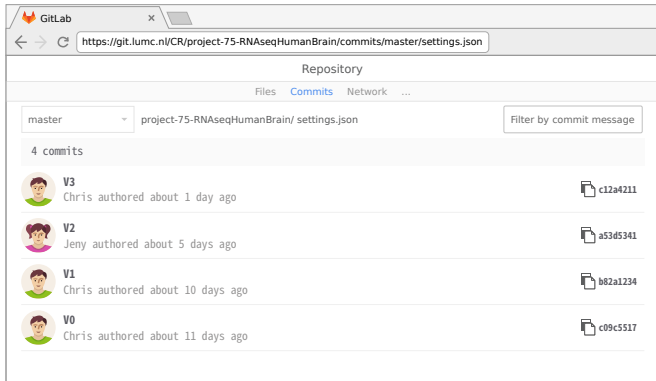 GitLab ×
https://git.lumc.nl/CR/project-75-RNAseqHumanBrain/commits/master/settings.json
Repository
Files Commits Network ...
master project-75-RNAseqHumanBrain/ settings.json Filter by commit message
4 commits
V3
Chris authored about 1 day ago c12a4211
V2
Jeny authored about 5 days ago a53d5341
V1
Chris authored about 10 days ago b82a1234
V0
Chris authored about 11 days ago c09c5517